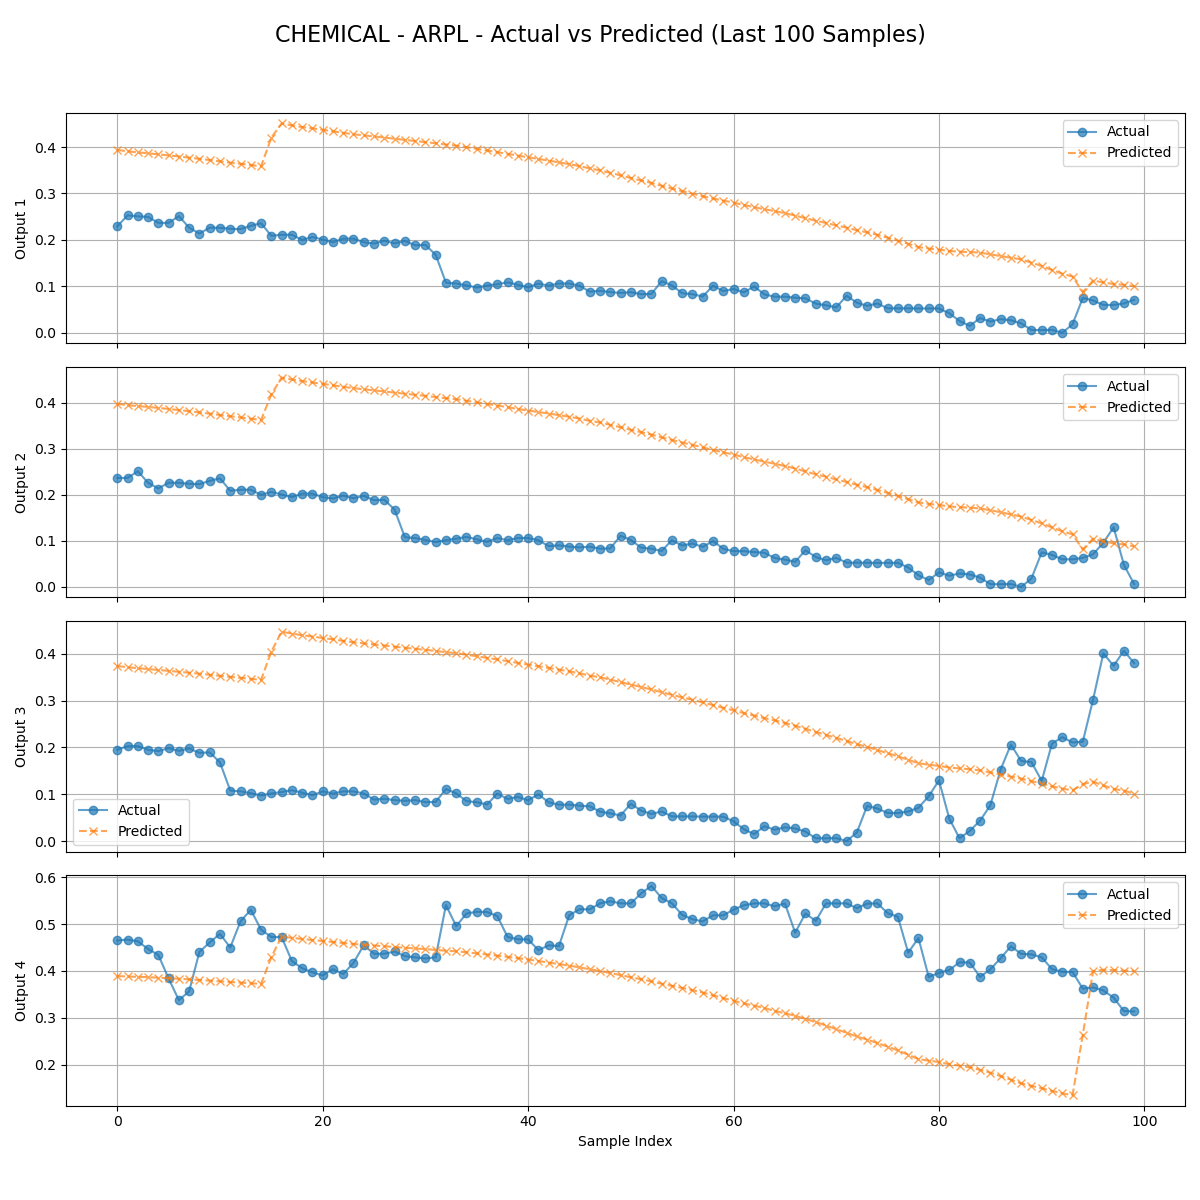 CHEMICAL - ARPL - Actual vs Predicted (Last 100 Samples)
Output 1
0.4
0.3
0.2
0.1
0.0
Actual
Predicted
Output 2
0.4
0.3
0.2
0.1
0.0
Actual
Predicted
Output 3
0.4
0.3
0.2
0.1
0.0
Actual
Predicted
Output 4
0.6
0.5
0.4
0.3
0.2
Actual
Predicted
0 20 40 60 80 100
Sample Index